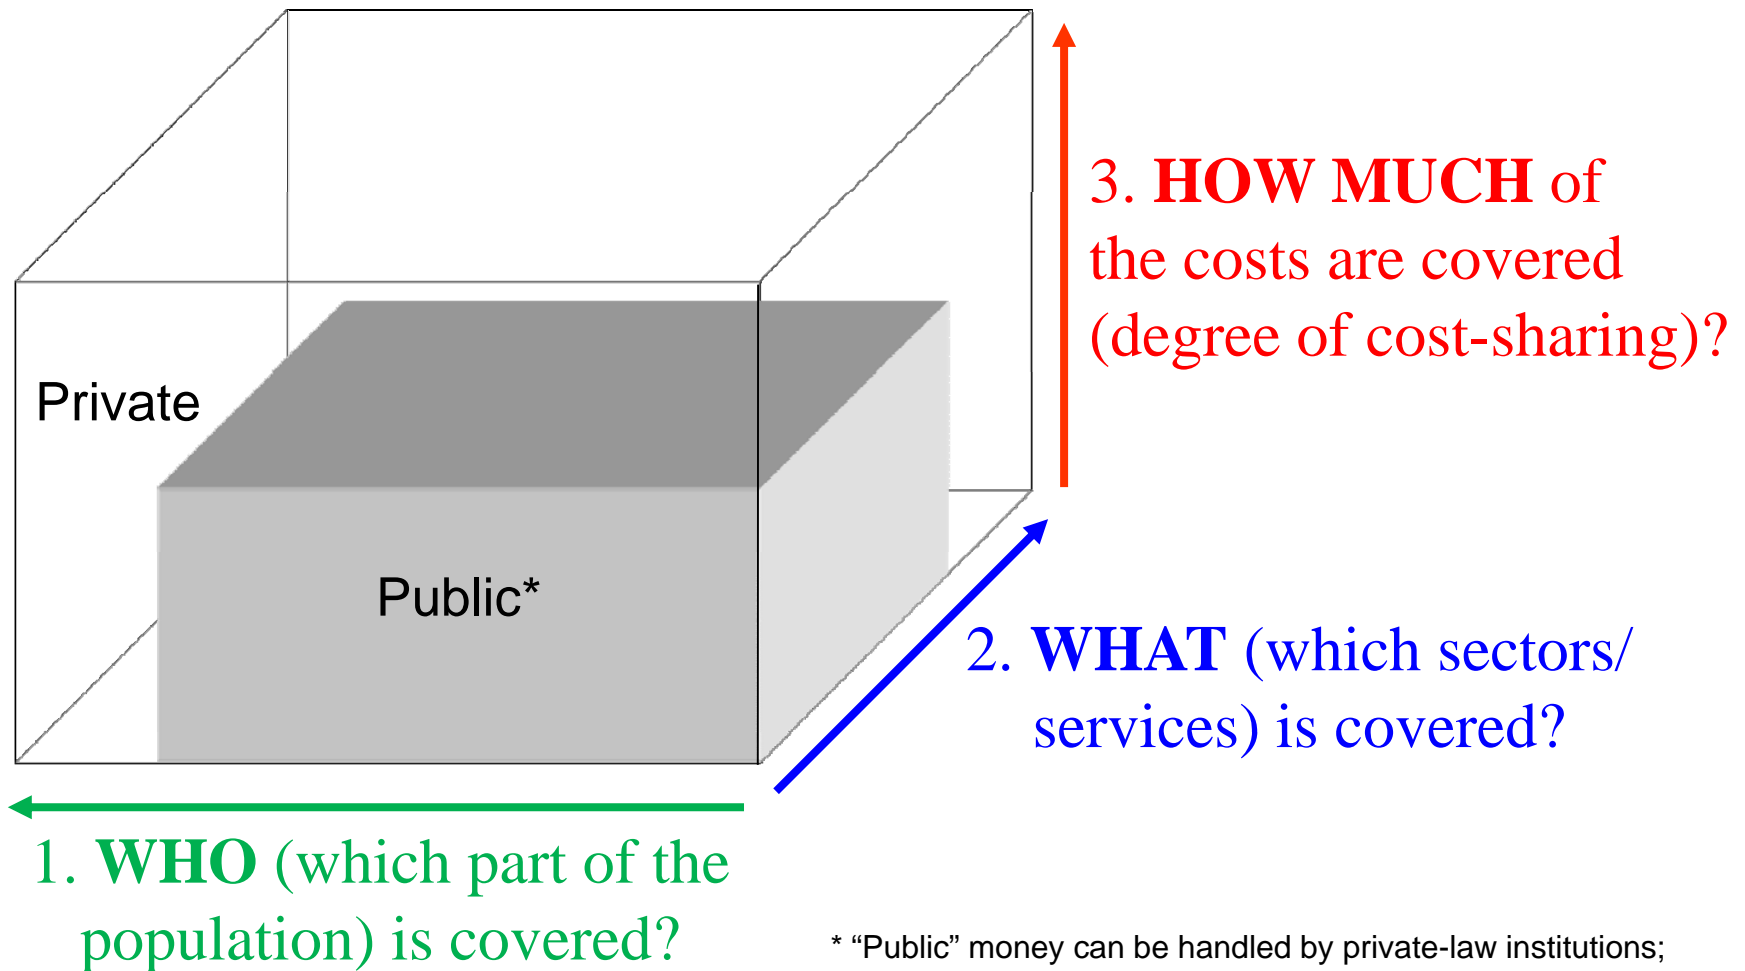 3. HOW MUCH of
the costs are covered
(degree of cost-sharing)?
Private
Public*
2. WHAT (which sectors/
services) is covered?
1. WHO (which part of the
population) is covered?
* “Public” money can be handled by private-law institutions;